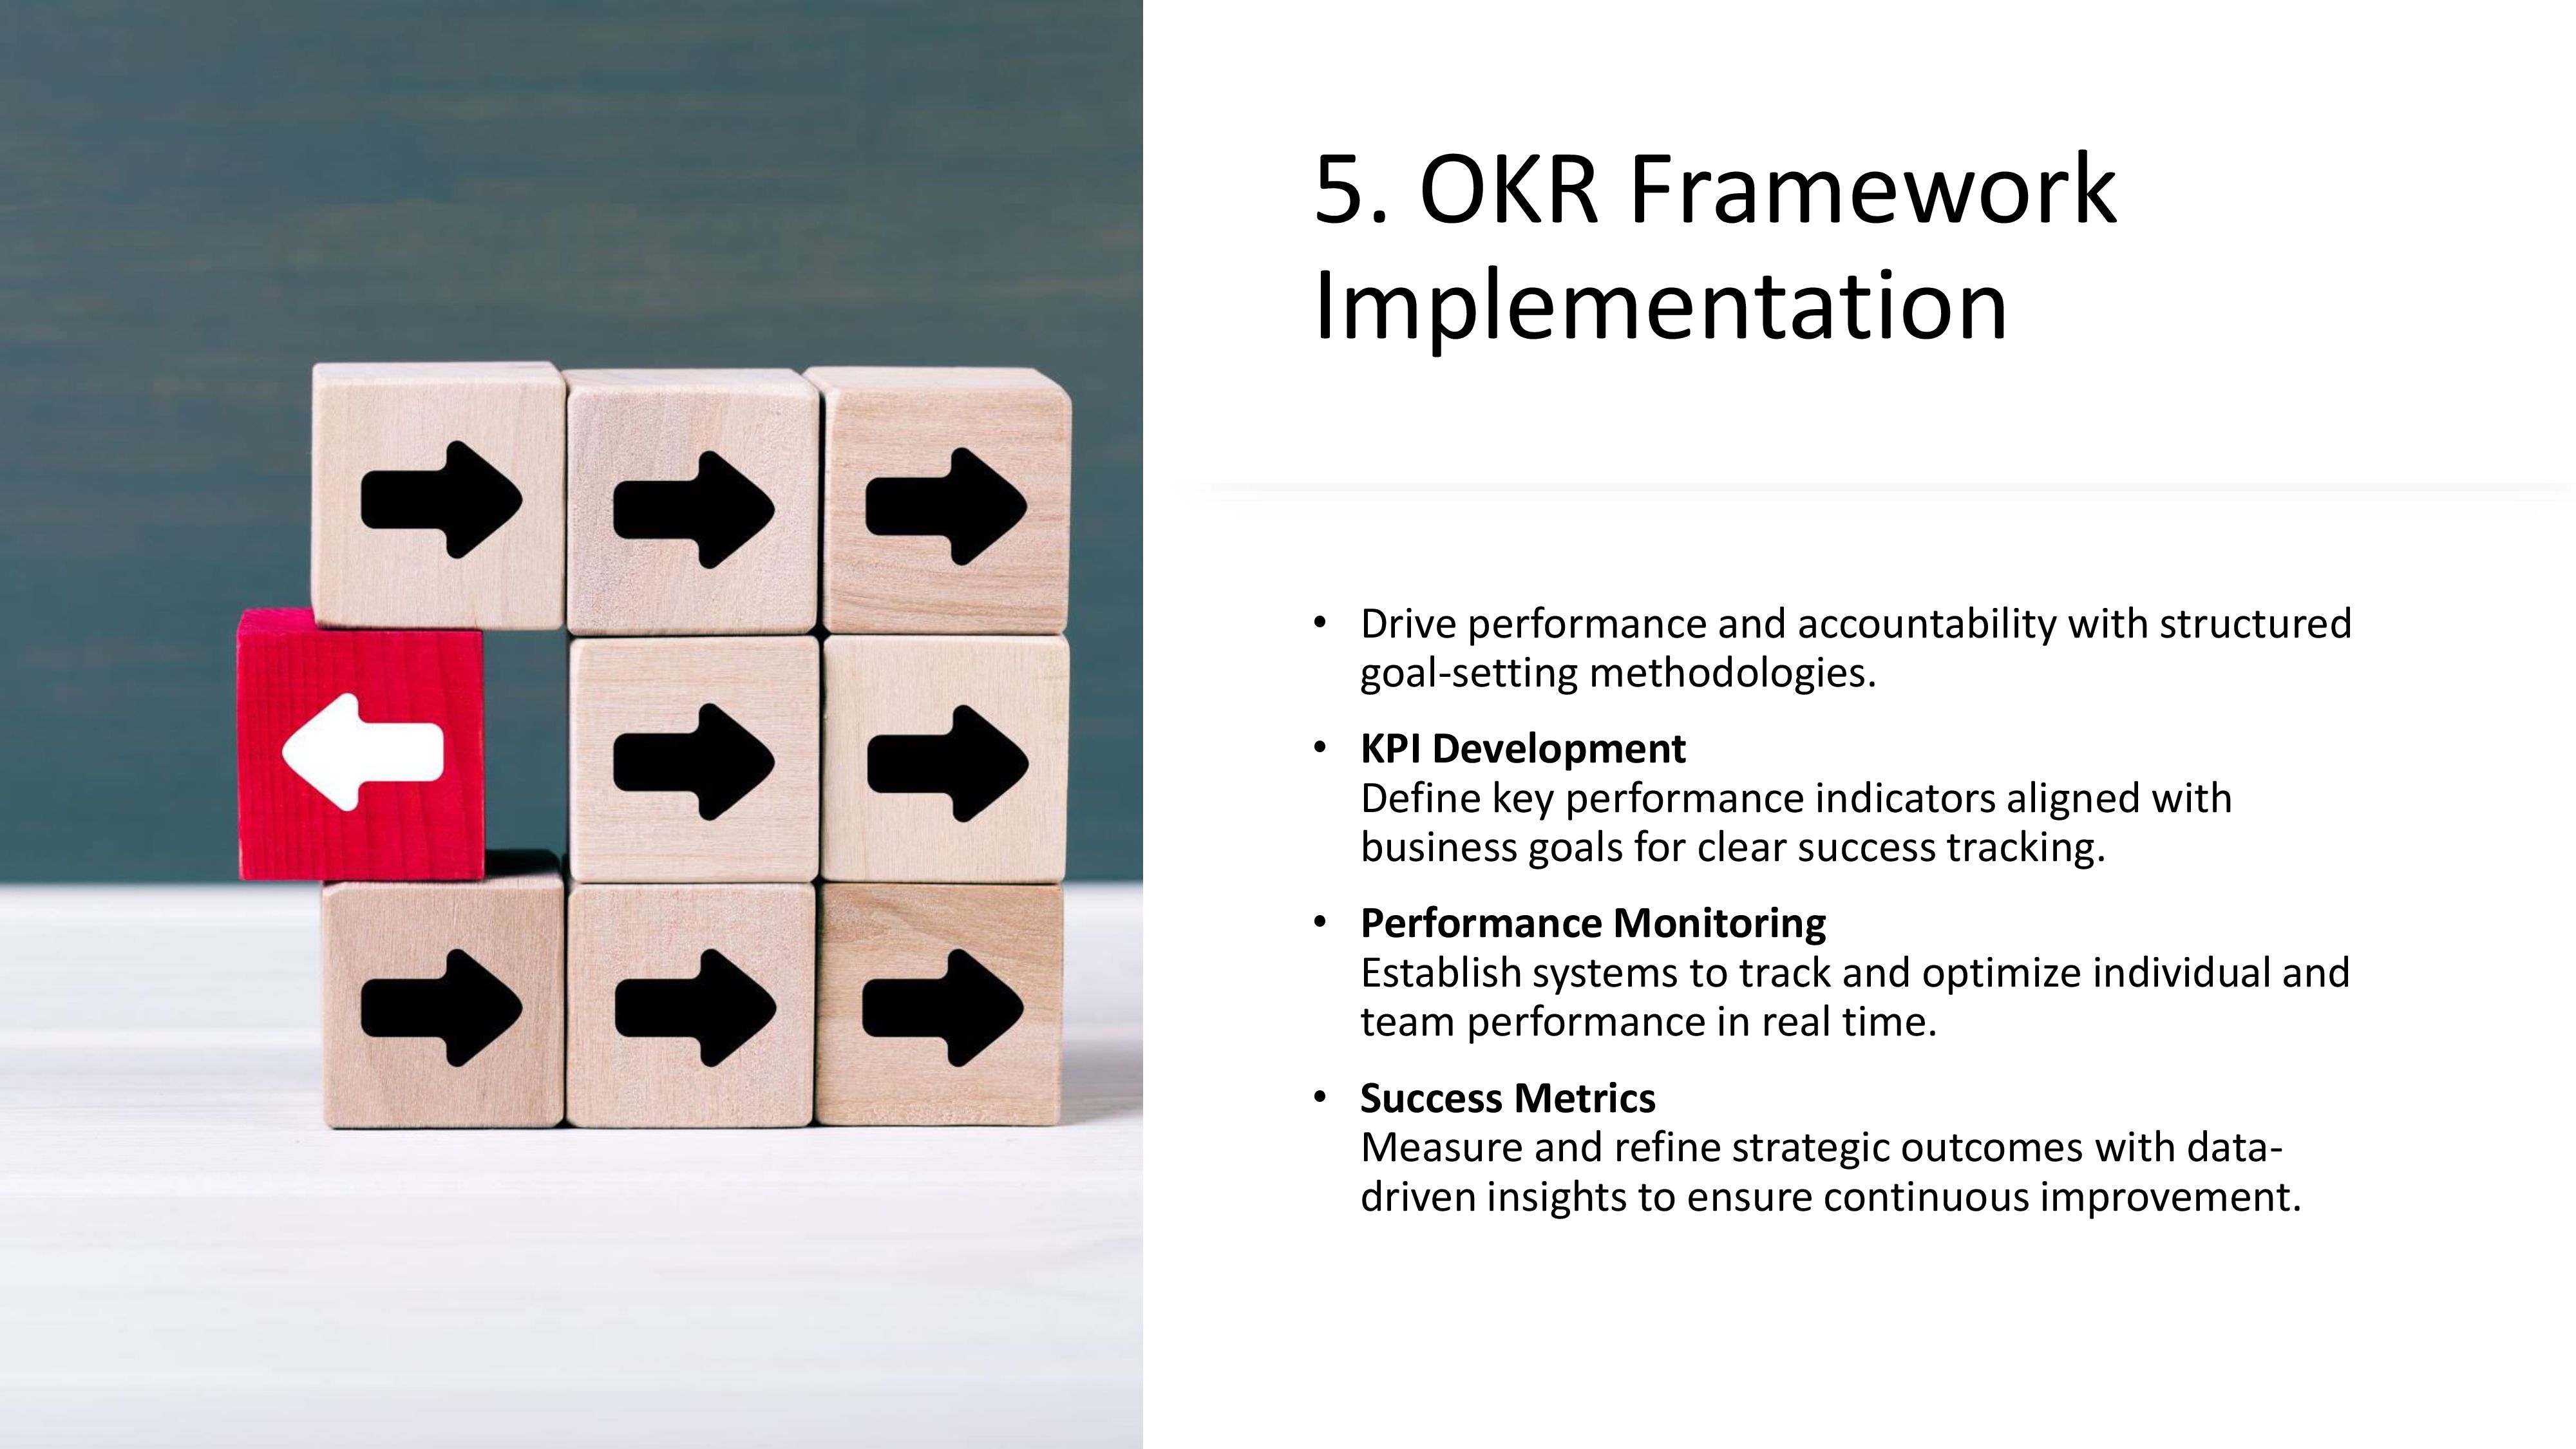 5. OKR Framework
Implementation
• Drive performance and accountability with structured
goal-setting methodologies.
• KPI Development
Define key performance indicators aligned with
business goals for clear success tracking.
• Performance Monitoring
Establish systems to track and optimize individual and
team performance in real time.
• Success Metrics
Measure and refine strategic outcomes with data-
driven insights to ensure continuous improvement.